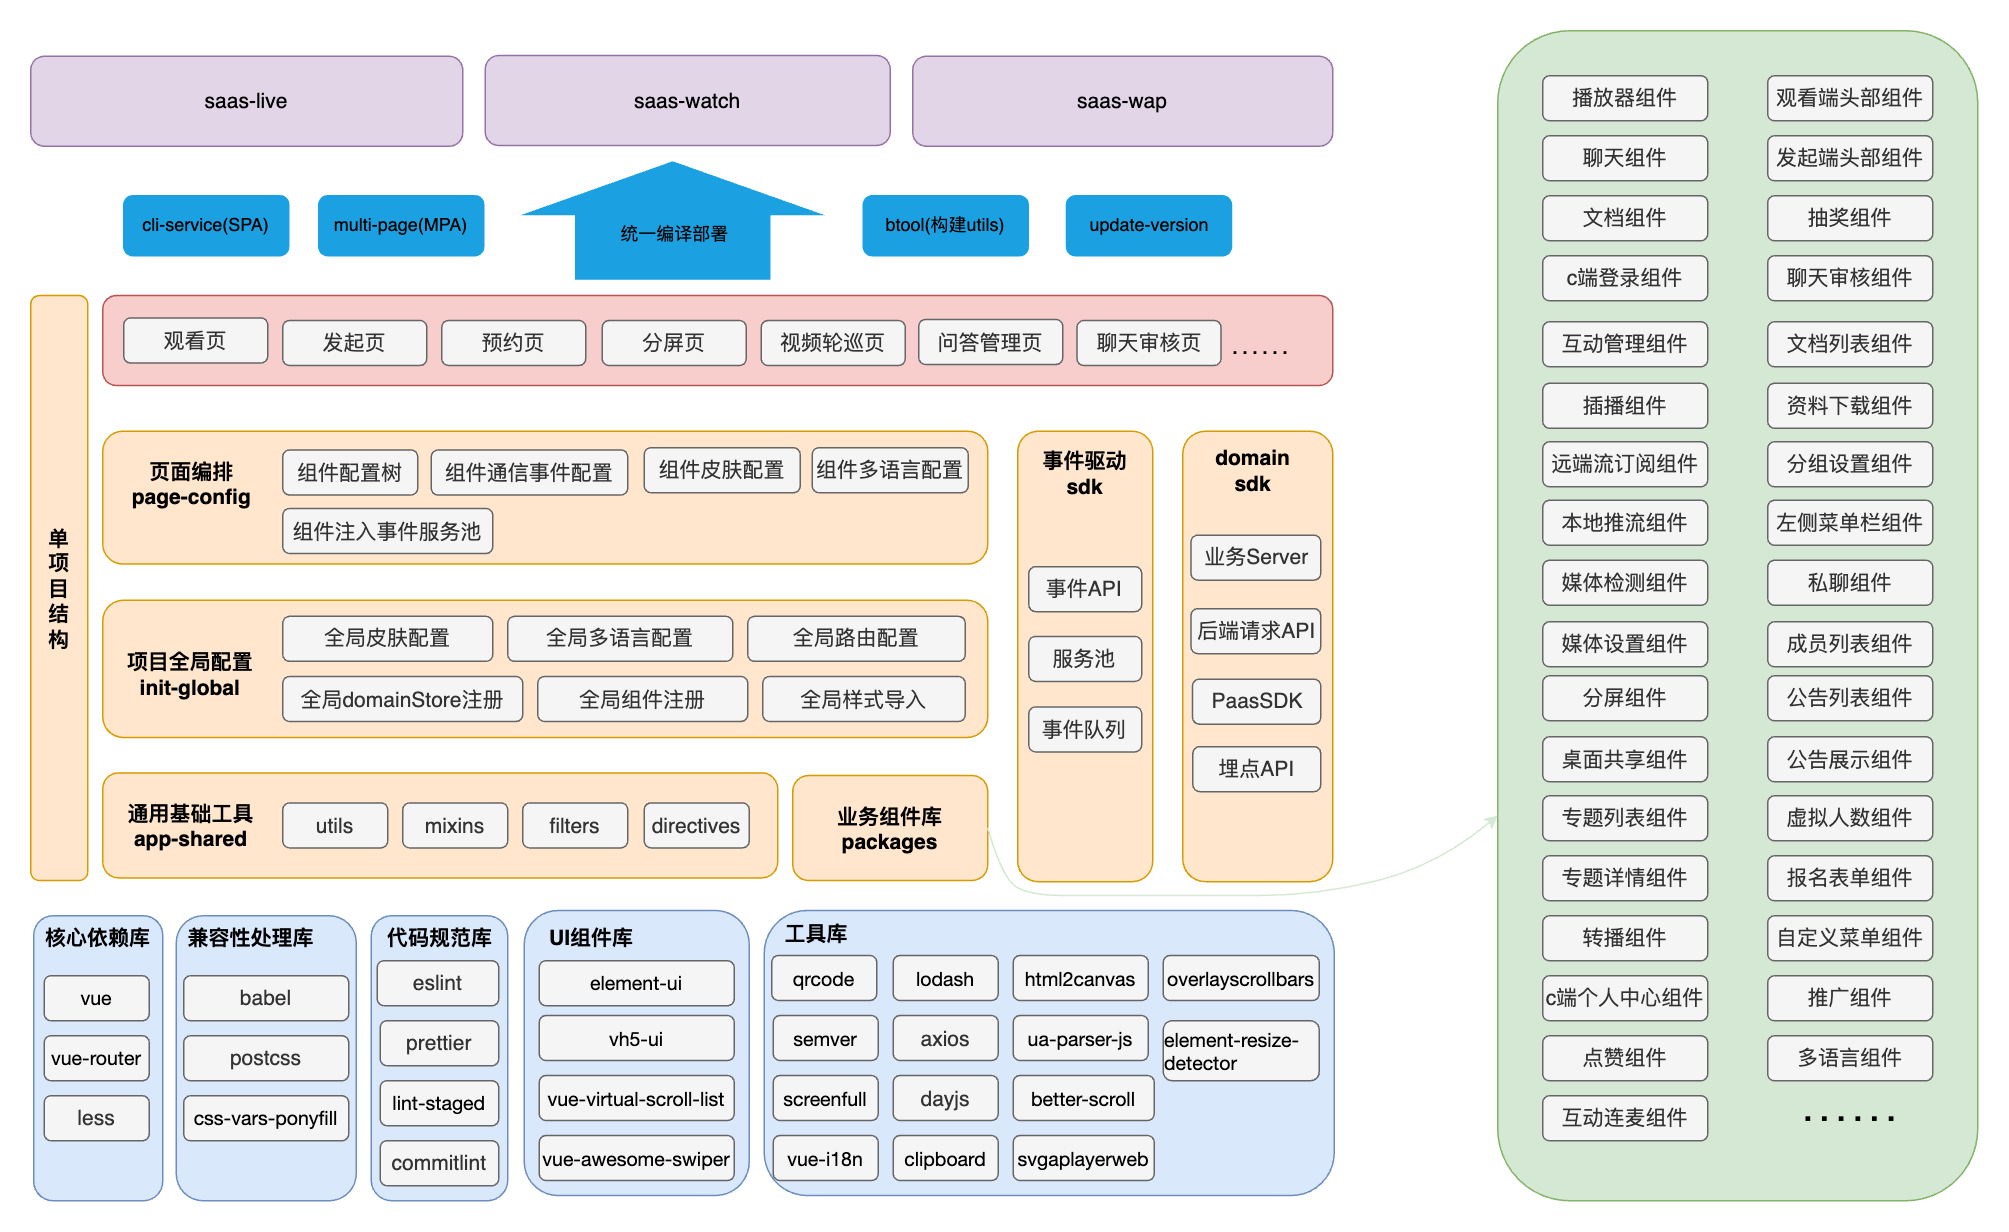 saas-live
saas-watch
saas-wap
cli-service(SPA)
multi-page(MPA)
统一编译部署
btool(构建utils)
update-version
单
项
目
结
构
观看页
发起页
预约页
分屏页
视频轮巡页
问答管理页
聊天审核页
......
页面编排
page-config
组件配置树
组件通信事件配置
组件皮肤配置
组件多语言配置
组件注入事件服务池
项目全局配置
init-global
全局皮肤配置
全局多语言配置
全局路由配置
全局domainStore注册
全局组件注册
全局样式导入
通用基础工具
app-shared
utils
mixins
filters
directives
业务组件库
packages
事件驱动
sdk
事件API
服务池
事件队列
domain
sdk
业务Server
后端请求API
PaasSDK
埋点API
核心依赖库
vue
vue-router
less
兼容性处理库
babel
postcss
css-vars-ponyfill
代码规范库
eslint
prettier
lint-staged
commitlint
UI组件库
element-ui
vh5-ui
vue-virtual-scroll-list
vue-awesome-swiper
工具库
qrcode
lodash
html2canvas
overlayscrollbars
semver
axios
ua-parser-js
element-resize-
detector
screenfull
dayjs
better-scroll
vue-i18n
clipboard
svgaplayerweb
播放器组件
观看端头部组件
聊天组件
发起端头部组件
文档组件
抽奖组件
c端登录组件
聊天审核组件
互动管理组件
文档列表组件
插播组件
资料下载组件
远端流订阅组件
分组设置组件
本地推流组件
左侧菜单栏组件
媒体检测组件
私聊组件
媒体设置组件
成员列表组件
分屏组件
公告列表组件
桌面共享组件
公告展示组件
专题列表组件
虚拟人数组件
专题详情组件
报名表单组件
转播组件
自定义菜单组件
c端个人中心组件
推广组件
点赞组件
多语言组件
互动连麦组件
......